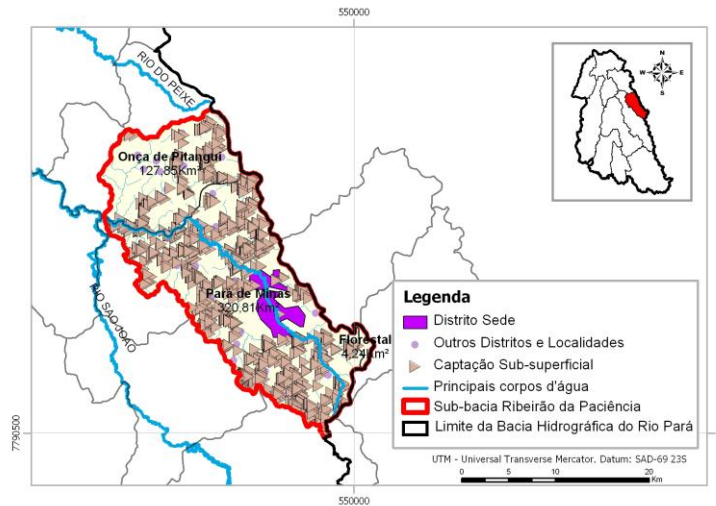 550000
RIO DO PEIXE
N
W E
S
Onça de Pitangui
127.85Km²
RIO SAO JOAO
Pará de Minas
320.81Km²
Florestal
4.24Km²
Legenda
Distrito Sede
Outros Distritos e Localidades
Captação Sub-superficial
Principais corpos d'água
Sub-bacia Ribeirão da Paciência
Limite da Bacia Hidrográfica do Rio Pará
7790500
UTM - Universal Transverse Mercator. Datum: SAD-69 23S
0 5 10 20
Km
550000